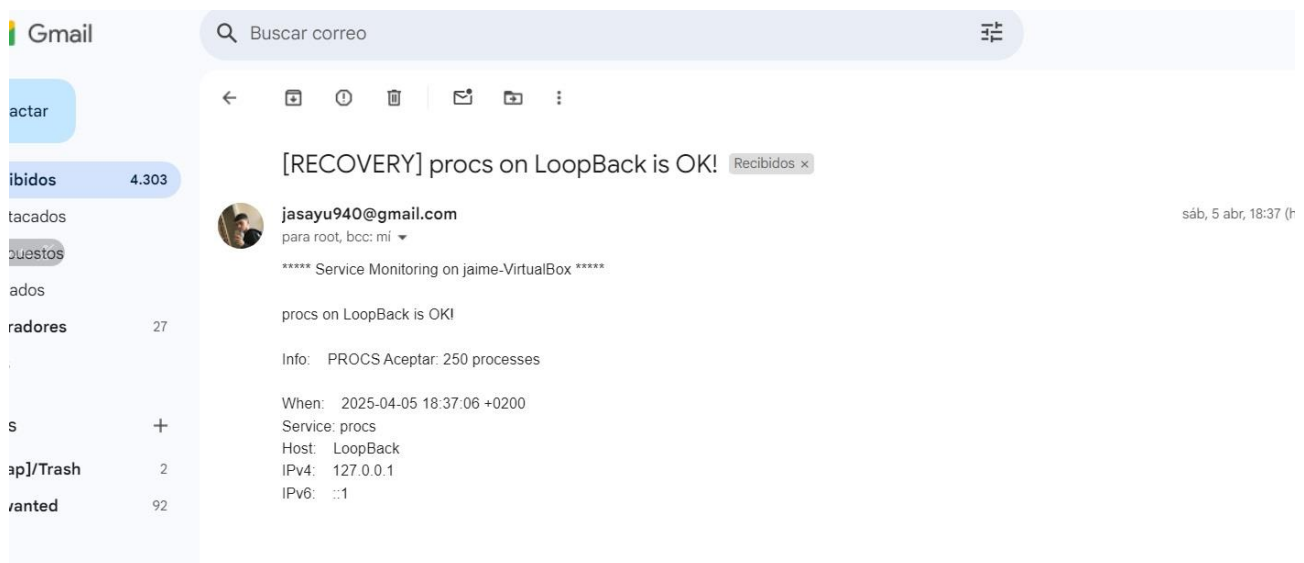 Gmail
Buscar correo
actar
[RECOVERY] procs on LoopBack is OK! Recibidos ×
ibidos 4.303
jasayu940@gmail.com sáb, 5 abr, 18:37 (h
tacados
para root, bcc: mí
puestos
***** Service Monitoring on jaime-VirtualBox *****
ados
procs on LoopBack is OK!
radores 27
Info: PROCS Aceptar: 250 processes
When: 2025-04-05 18:37:06 +0200
s +
Service: procs
Host: LoopBack
ap]/Trash 2
IPv4: 127.0.0.1
IPv6: ::1
wanted 92